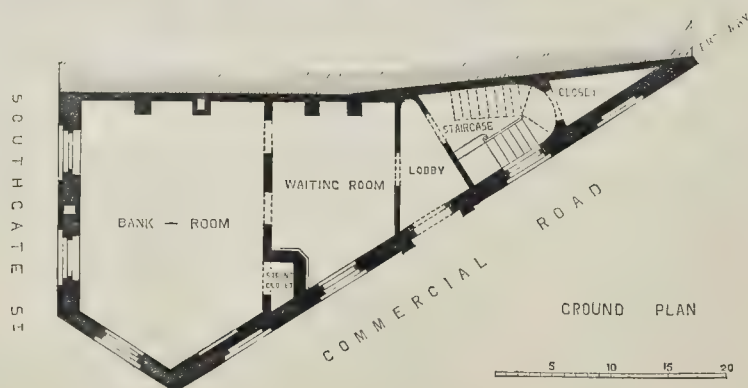 SOUTHGATE ST
BANK — ROOM
WAITING ROOM
LOBBY
STAIRCASE
CLOSET
COMMERCIAL ROAD
GROUND PLAN
5 10 15 20